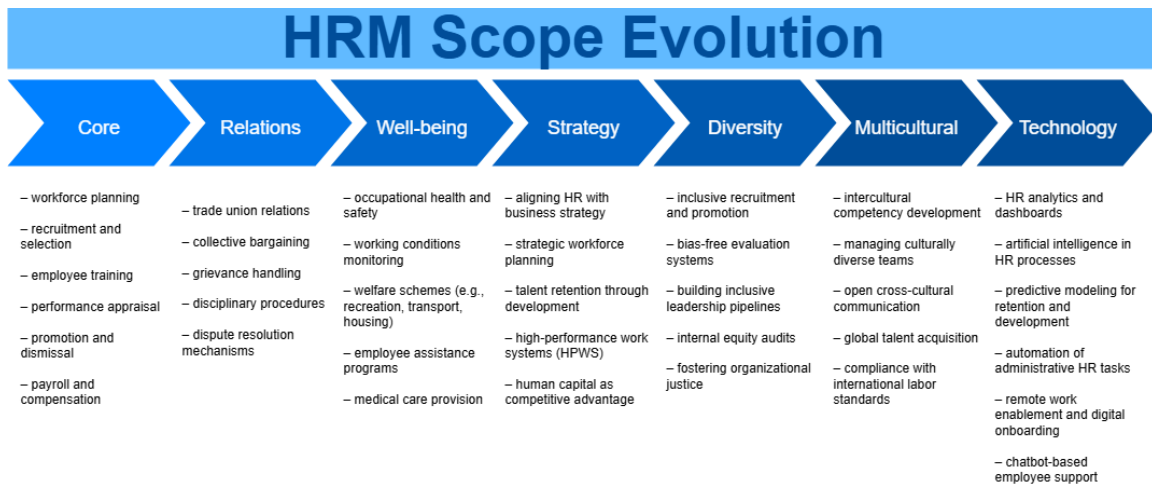 HRM Scope Evolution
Core
Relations
Well-being
Strategy
Diversity
Multicultural
Technology
– workforce planning
– recruitment and
selection
– employee training
– performance appraisal
– promotion and
dismissal
– payroll and
compensation
– trade union relations
– collective bargaining
– grievance handling
– disciplinary procedures
– dispute resolution
mechanisms
– occupational health and
safety
– working conditions
monitoring
– welfare schemes (e.g.,
recreation, transport,
housing)
– employee assistance
programs
– medical care provision
– aligning HR with
business strategy
– strategic workforce
planning
– talent retention through
development
– high-performance work
systems (HPWS)
– human capital as
competitive advantage
– inclusive recruitment
and promotion
– bias-free evaluation
systems
– building inclusive
leadership pipelines
– internal equity audits
– fostering organizational
justice
– intercultural
competency development
– managing culturally
diverse teams
– open cross-cultural
communication
– global talent acquisition
– compliance with
international labor
standards
– HR analytics and
dashboards
– artificial intelligence in
HR processes
– predictive modeling for
retention and
development
– automation of
administrative HR tasks
– remote work
enablement and digital
onboarding
– chatbot-based
employee support